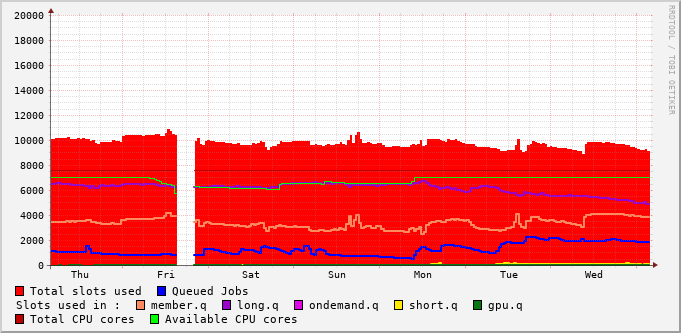 RRDTOOL / TOBI OETIKER
20000
18000
16000
14000
12000
10000
8000
6000
4000
2000
0
Thu Fri Sat Sun Mon Tue Wed
Total slots used Queued Jobs
Slots used in : member.q long.q ondemand.q short.q gpu.q
Total CPU cores Available CPU cores